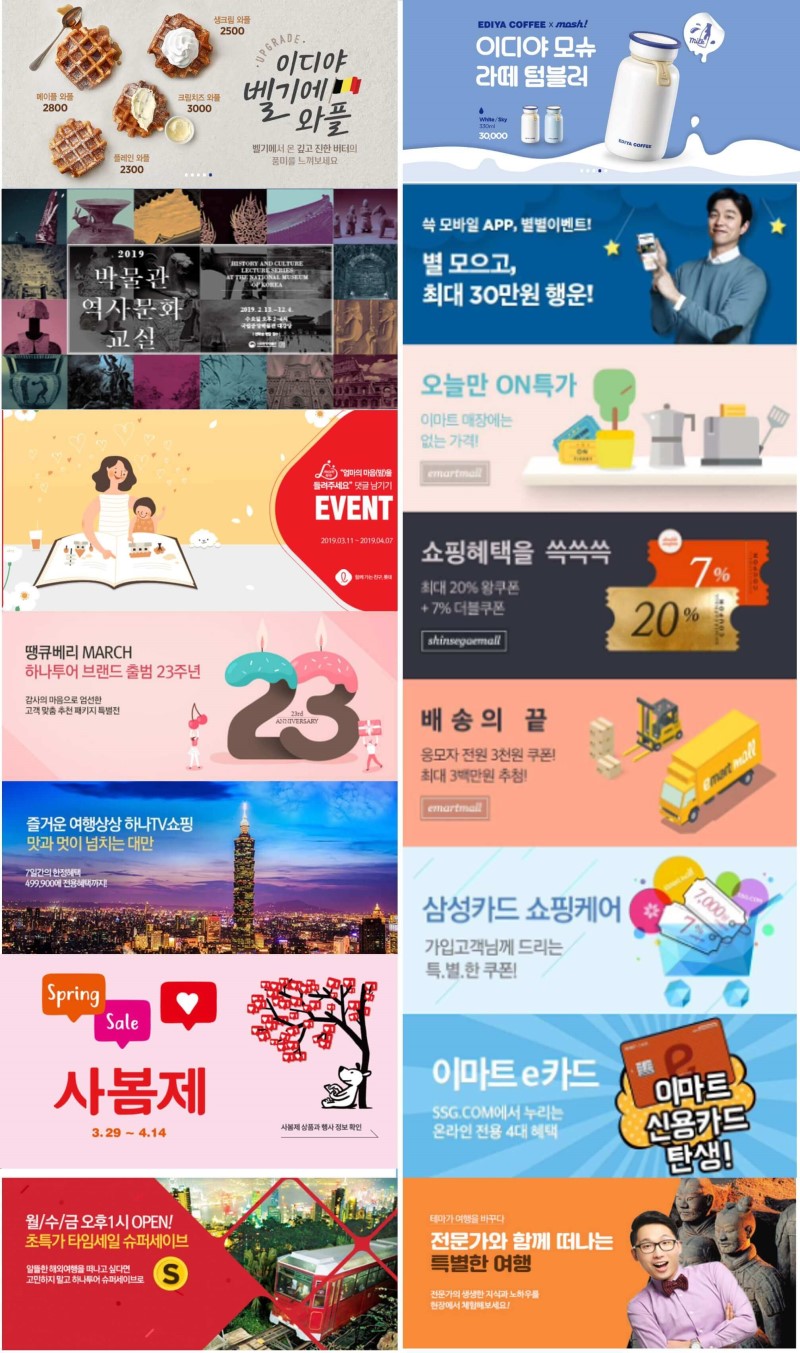 생크림 와플
2500
메이플 와플
2800
크림치즈 와플
3000
플레인 와플
2300
·UPGRADE·
이디야
벨기에
와플
벨기에서 온 깊고 진한 버터의
풍미를 느껴보세요
2019
박물관
역사문화
교실
HISTORY AND CULTURE
LECTURE SERIES
AT THE NATIONAL MUSEUM
OF KOREA
2019. 2. 13. ~ 12. 4.
"엄마의 마음(말)을
들려주세요" 댓글 남기기
EVENT
2019.03.11 ~ 2019.04.07
함께 가는 친구, 롯데
땡큐베리 MARCH
하나투어 브랜드 출범 23주년
감사의 마음으로 엄선한
고객 맞춤 추천 패키지 특별전
23
23rd
ANNIVERSARY
즐거운 여행상상 하나TV쇼핑
맛과 멋이 넘치는 대만
7일간의 한정혜택
499,900에 전용혜택까지!
Spring
Sale
사봄제
3. 29 ~ 4.14
사봄제 상품과 행사 정보 확인
월/수/금 오후1시 OPEN!
초특가 타임세일 슈퍼세이브
알뜰한 해외여행을 떠나고 싶다면
고민하지 말고 하나투어 슈퍼세이브로
S
EDIYA COFFEE x mash!
이디야 모슈
라떼 텀블러
White / Sky
330ml
30,000
milk
EDIYA COFFEE
쓱 모바일 APP, 별별이벤트!
별 모으고,
최대 30만원 행운!
오늘만 ON특가
이마트 매장에는
없는 가격!
emartmall
ON
쇼핑혜택을 쓱쓱쓱
최대 20% 왕쿠폰
+ 7% 더블쿠폰
shinsegaemall
7%
20%
COUPON
배송의 끝
응모자 전원 3천원 쿠폰!
최대 3백만원 추첨!
emartmall
emart mall
삼성카드 쇼핑케어
가입고객님께 드리는
특.별.한 쿠폰!
7,000원
7%
SSG.COM
이마트 e카드
SSG.COM에서 누리는
온라인 전용 4대 혜택
이마트
신용카드
탄생!
테마가 여행을 바꾸다
전문가와 함께 떠나는
특별한 여행
전문가의 생생한 지식과 노하우를
현장에서 체험해보세요!